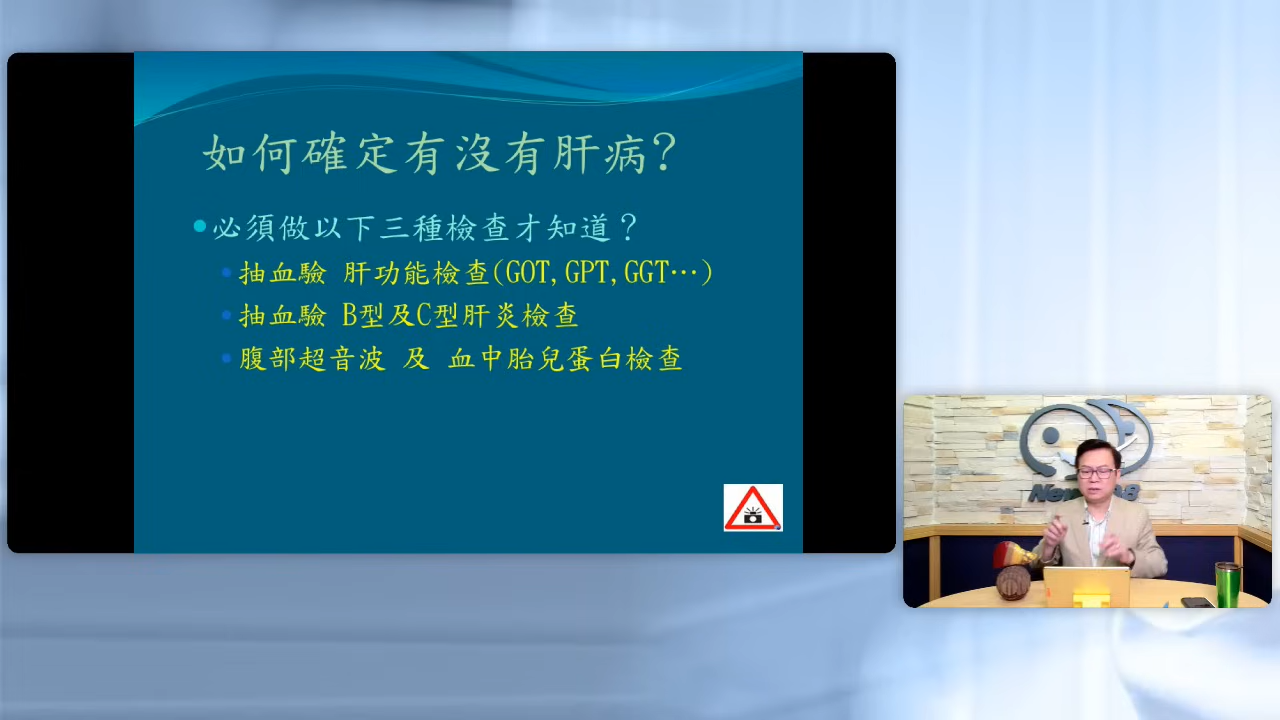 如何確定有沒有肝病?
必須做以下三種檢查才知道？
抽血驗 肝功能檢查(GOT,GPT,GGT…)
抽血驗 B型及C型肝炎檢查
腹部超音波 及 血中胎兒蛋白檢查